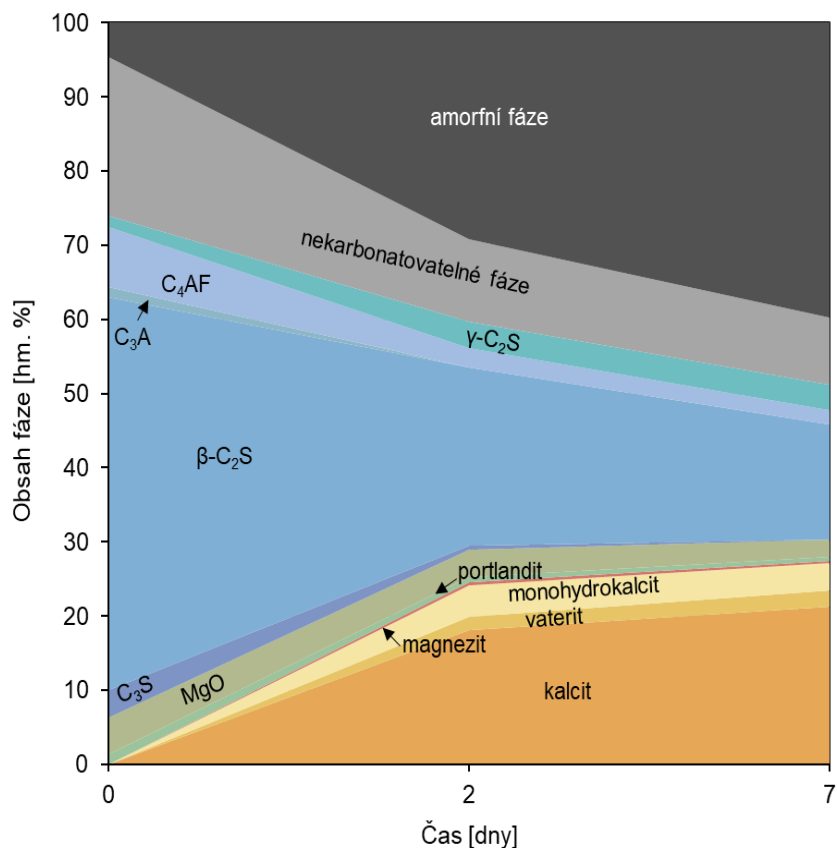 100
90
80
70
60
50
40
30
20
10
0
Obsah fáze [hm. %]
amorfní fáze
nekarbonatovatelné fáze
C₄AF
C₃A
γ-C₂S
β-C₂S
portlandit
monohydrokalcit
vaterit
magnezit
C₃S
MgO
kalcit
0 2 7
Čas [dny]